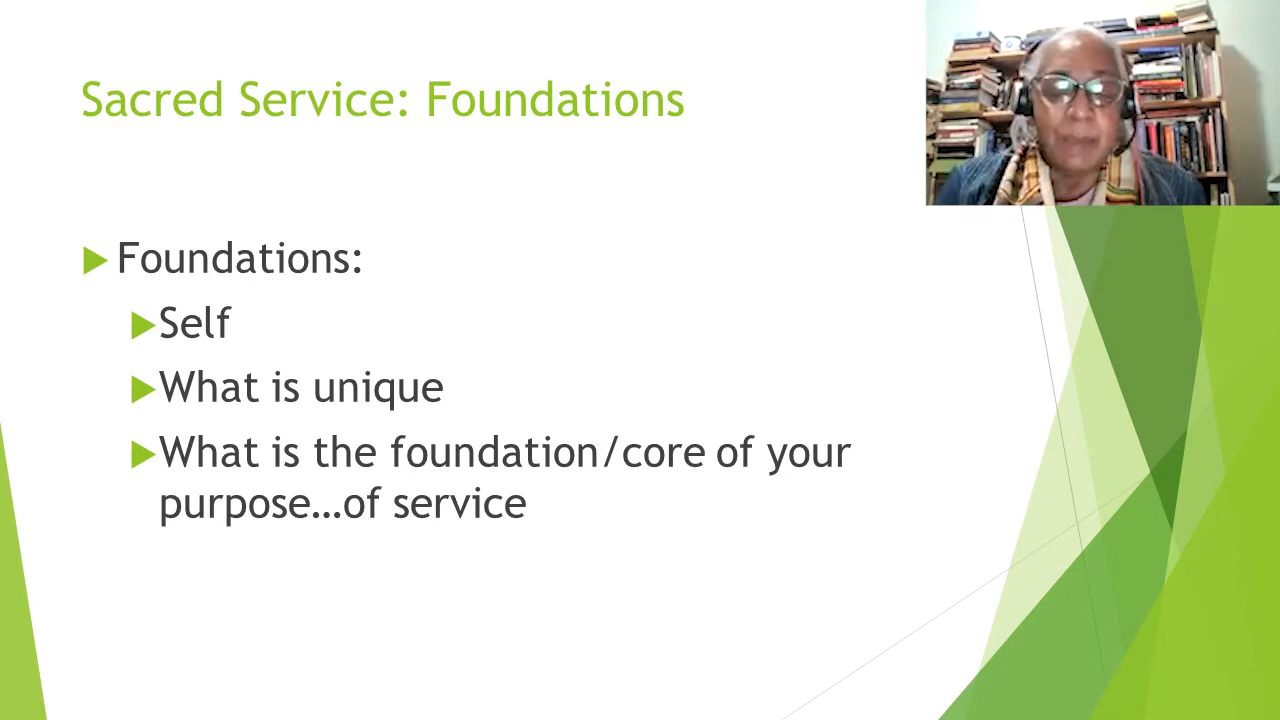 Sacred Service: Foundations
Foundations:
Self
What is unique
What is the foundation/core of your
purpose…of service